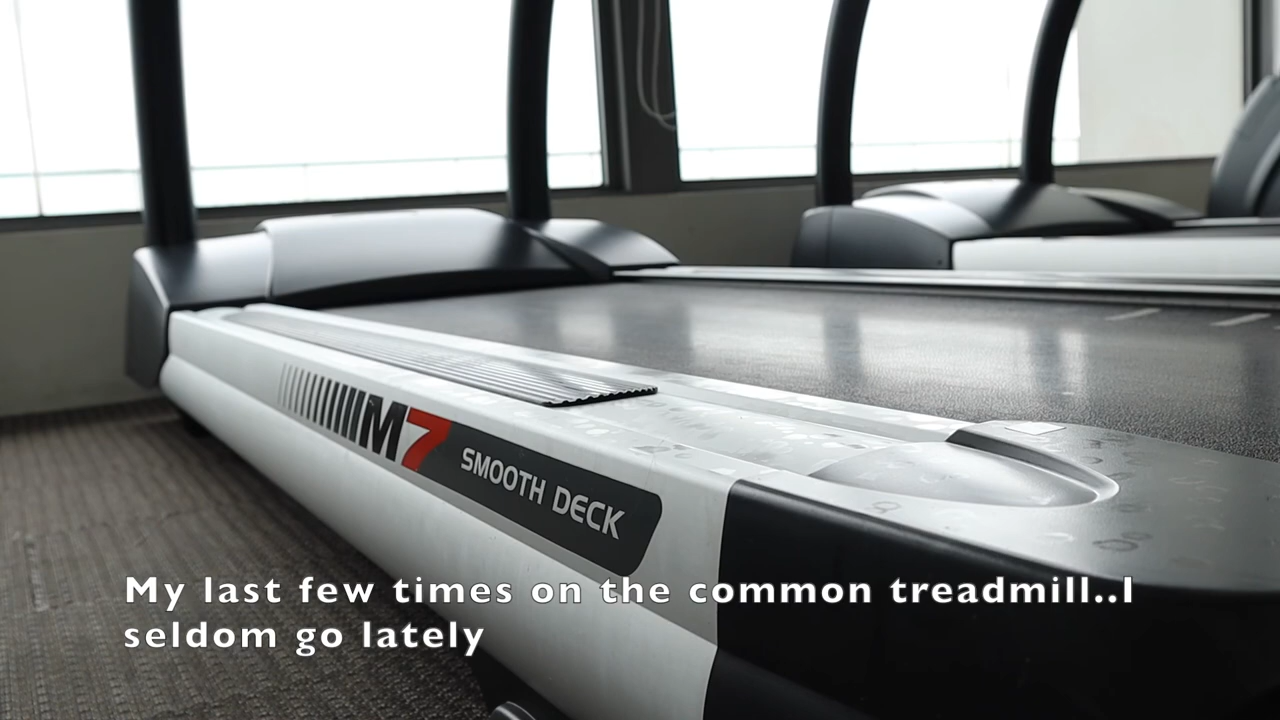 M7 SMOOTH DECK
My last few times on the common treadmill..I
seldom go lately